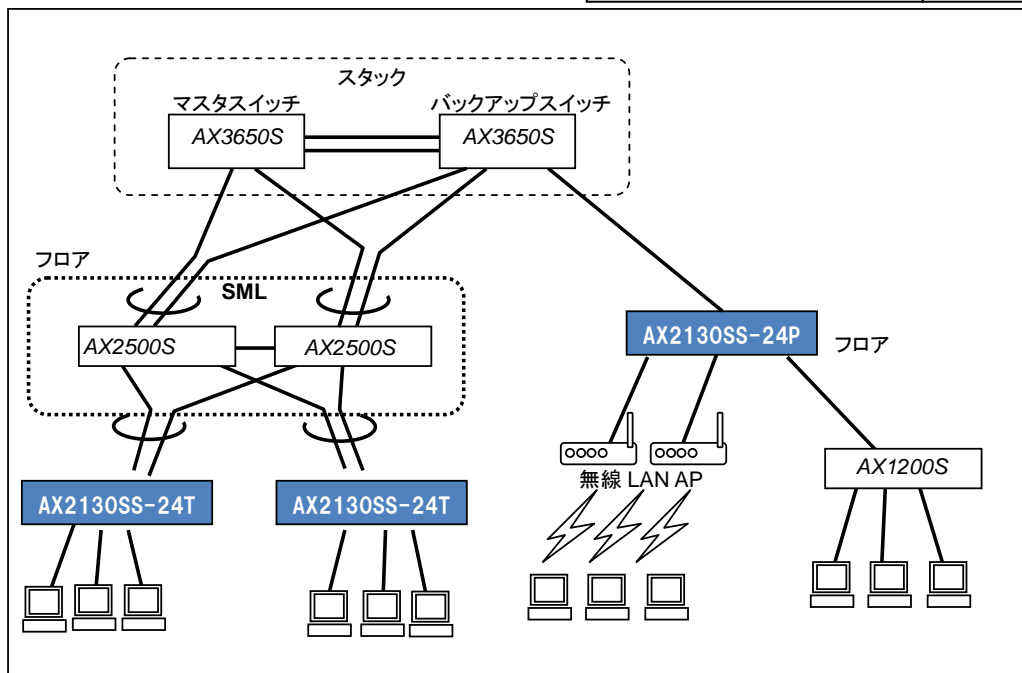 スタック
マスタスイッチ
バックアップスイッチ
AX3650S
AX3650S
フロア
SML
AX2500S
AX2500S
AX2130SS-24P
フロア
無線 LAN AP
AX1200S
AX2130SS-24T
AX2130SS-24T